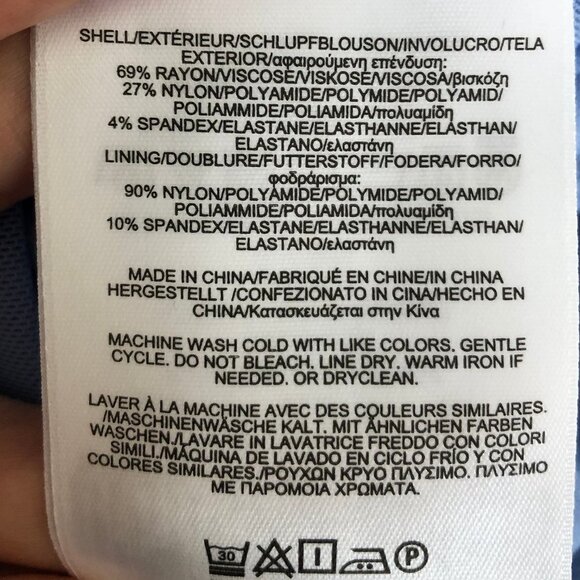 SHELL/EXTÉRIEUR/SCHLUPFBLOUSON/INVOLUCRO/TELA
EXTERIOR/αφαιρούμενη επένδυση:
69% RAYON/VISCOSE/VISKOSE/VISCOSA/βισκόζη
27% NYLON/POLYAMIDE/POLYMIDE/POLYAMID/
POLIAMMIDE/POLIAMIDA/πολυαμίδη
4% SPANDEX/ELASTANE/ELASTHANNE/ELASTHAN/
ELASTANO/ελαστάνη
LINING/DOUBLURE/FUTTERSTOFF/FODERA/FORRO/
φοδράρισμα:
90% NYLON/POLYAMIDE/POLYMIDE/POLYAMID/
POLIAMMIDE/POLIAMIDA/πολυαμίδη
10% SPANDEX/ELASTANE/ELASTHANNE/ELASTHAN/
ELASTANO/ελαστάνη
MADE IN CHINA/FABRIQUÉ EN CHINE/IN CHINA
HERGESTELLT /CONFEZIONATO IN CINA/HECHO EN
CHINA/Κατασκευάζεται στην Κίνα
MACHINE WASH COLD WITH LIKE COLORS. GENTLE
CYCLE. DO NOT BLEACH. LINE DRY. WARM IRON IF
NEEDED. OR DRYCLEAN.
LAVER À LA MACHINE AVEC DES COULEURS SIMILAIRES.
/MASCHINENWÄSCHE KALT. MIT ÄHNLICHEN FARBEN
WASCHEN./LAVARE IN LAVATRICE FREDDO CON COLORI
SIMILI./MÁQUINA DE LAVADO EN CICLO FRÍO Y CON
COLORES SIMILARES./ΡΟΥΧΩΝ ΚΡΥΟ ΠΛΥΣΙΜΟ. ΠΛΥΣΙΜΟ
ΜΕ ΠΑΡΟΜΟΙΑ ΧΡΩΜΑΤΑ.
30 P